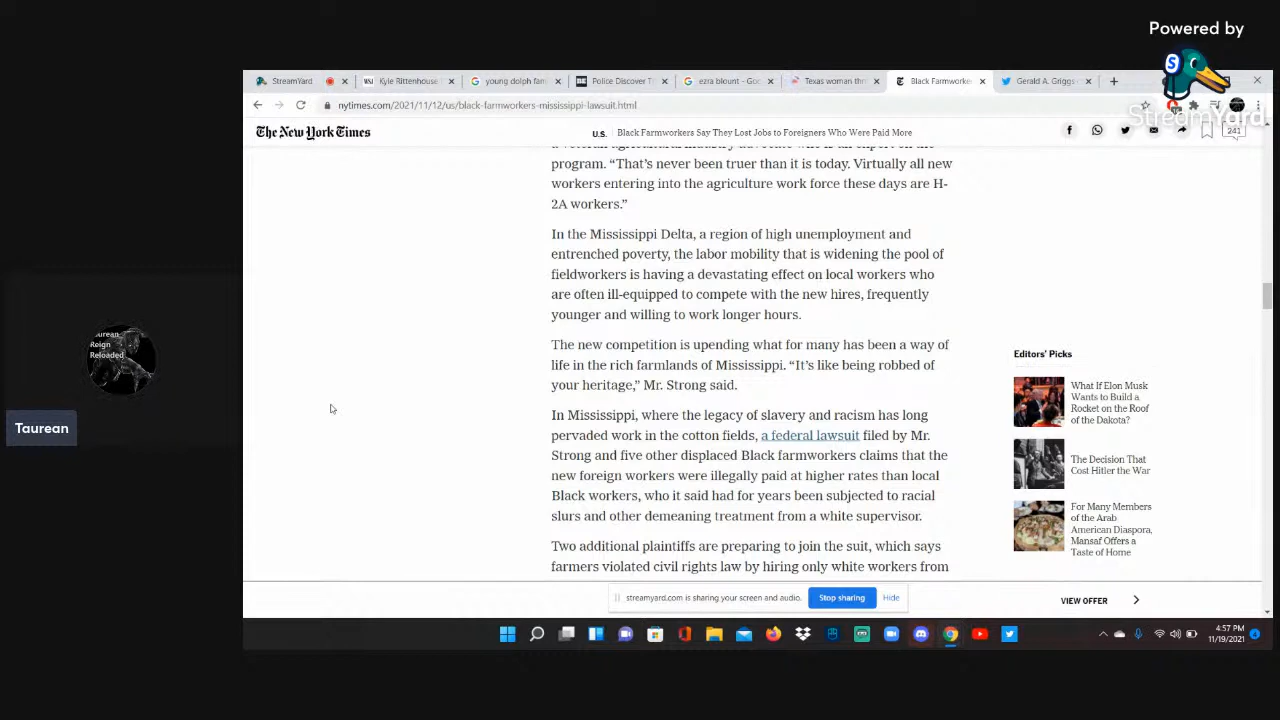 Powered by
StreamYard
StreamYard
Kyle Rittenhouse
young dolph fan
Police Discover T
ezra blount - Goo
Texas woman thr
Black Farmworke
Gerald A. Griggs
nytimes.com/2021/11/12/us/black-farmworkers-mississippi-lawsuit.html
The New York Times
U.S.
Black Farmworkers Say They Lost Jobs to Foreigners Who Were Paid More
241
program. “That’s never been truer than it is today. Virtually all new
workers entering into the agriculture work force these days are H-
2A workers.”
In the Mississippi Delta, a region of high unemployment and
entrenched poverty, the labor mobility that is widening the pool of
fieldworkers is having a devastating effect on local workers who
are often ill-equipped to compete with the new hires, frequently
younger and willing to work longer hours.
The new competition is upending what for many has been a way of
life in the rich farmlands of Mississippi. “It’s like being robbed of
your heritage,” Mr. Strong said.
In Mississippi, where the legacy of slavery and racism has long
pervaded work in the cotton fields, a federal lawsuit filed by Mr.
Strong and five other displaced Black farmworkers claims that the
new foreign workers were illegally paid at higher rates than local
Black workers, who it said had for years been subjected to racial
slurs and other demeaning treatment from a white supervisor.
Two additional plaintiffs are preparing to join the suit, which says
farmers violated civil rights law by hiring only white workers from
Editors’ Picks
What If Elon Musk
Wants to Build a
Rocket on the Roof
of the Dakota?
The Decision That
Cost Hitler the War
For Many Members
of the Arab
American Diaspora,
Mansaf Offers a
Taste of Home
Reign
Reloaded
Taurean
streamyard.com is sharing your screen and audio.
Stop sharing
Hide
VIEW OFFER
4:57 PM
11/19/2021